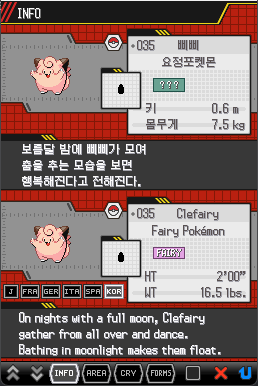 INFO
035 삐삐
요정포켓몬
???
키 0.6 m
몸무게 7.5 kg
보름달 밤에 삐삐가 모여
춤을 추는 모습을 보면
행복해진다고 전해진다.
035 Clefairy
Fairy Pokémon
FAIRY
HT 2'00"
WT 16.5 lbs.
J FRA GER ITA SPA KOR
On nights with a full moon, Clefairy
gather from all over and dance.
Bathing in moonlight makes them float.
INFO AREA CRY FORMS